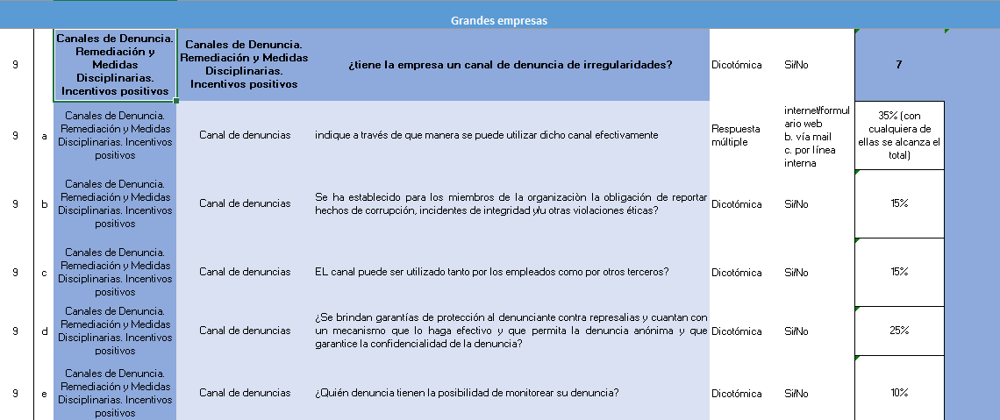 Grandes empresas
9
Canales de Denuncia.
Remediación y
Medidas
Disciplinarias.
Incentivos positivos
Canales de Denuncia.
Remediación y Medidas
Disciplinarias.
Incentivos positivos
¿tiene la empresa un canal de denuncia de irregularidades?
Dicotómica
Si/No
7
9
a
Canales de Denuncia.
Remediación y Medidas
Disciplinarias. Incentivos
positivos
Canal de denuncias
indique a través de que manera se puede utilizar dicho canal efectivamente
Respuesta
múltiple
internet/formul
ario web
b. vía mail
c. por línea
interna
35% (con
cualquiera de
ellas se alcanza el
total)
9
b
Canales de Denuncia.
Remediación y Medidas
Disciplinarias. Incentivos
positivos
Canal de denuncias
Se ha establecido para los miembros de la organizaciòn la obligación de reportar
hechos de corrupción, incidentes de integridad y/u otras violaciones éticas?
Dicotómica
Si/No
15%
9
c
Canales de Denuncia.
Remediación y Medidas
Disciplinarias. Incentivos
positivos
Canal de denuncias
EL canal puede ser utilizado tanto por los empleados como por otros terceros?
Dicotómica
Si/No
15%
9
d
Canales de Denuncia.
Remediación y Medidas
Disciplinarias. Incentivos
positivos
Canal de denuncias
¿Se brindan garantías de protección al denunciante contra represalias y cuantan con
un mecanismo que lo haga efectivo y que permita la denuncia anónima y que
garantice la confidencialidad de la denuncia?
Dicotómica
Si/No
25%
9
e
Canales de Denuncia.
Remediación y Medidas
Disciplinarias. Incentivos
positivos
Canal de denuncias
¿Quién denuncia tienen la posibilidad de monitorear su denuncia?
Dicotómica
Si/No
10%